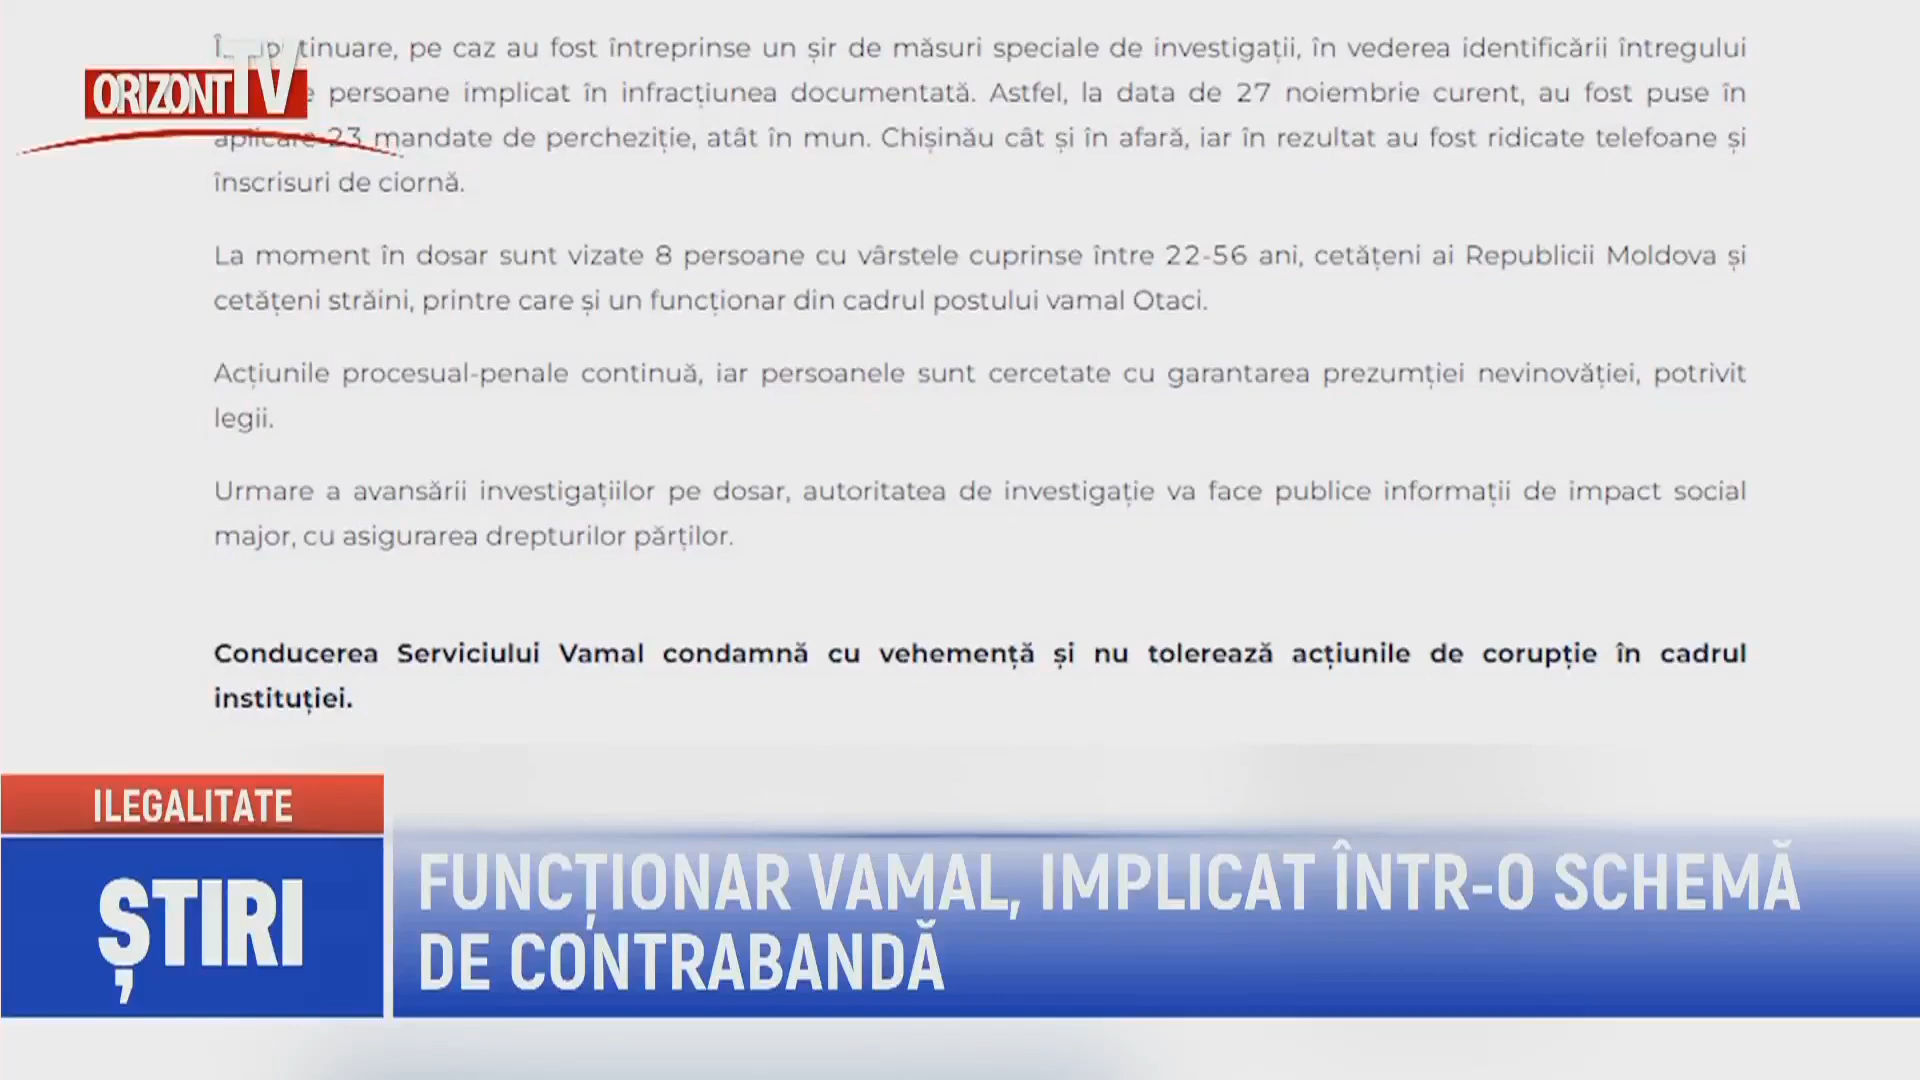 ORIZONT TV
tinuare, pe caz au fost întreprinse un șir de măsuri speciale de investigații, în vederea identificării întregului
persoane implicat în infracțiunea documentată. Astfel, la data de 27 noiembrie curent, au fost puse în
aplicare 23 mandate de percheziție, atât în mun. Chișinău cât și în afară, iar în rezultat au fost ridicate telefoane și
înscrisuri de ciornă.
La moment în dosar sunt vizate 8 persoane cu vârstele cuprinse între 22-56 ani, cetățeni ai Republicii Moldova și
cetățeni străini, printre care și un funcționar din cadrul postului vamal Otaci.
Acțiunile procesual-penale continuă, iar persoanele sunt cercetate cu garantarea prezumției nevinovăției, potrivit
legii.
Urmare a avansării investigațiilor pe dosar, autoritatea de investigație va face publice informații de impact social
major, cu asigurarea drepturilor părților.
Conducerea Serviciului Vamal condamnă cu vehemență și nu tolerează acțiunile de corupție în cadrul
instituției.
ILEGALITATE
ȘTIRI
FUNCȚIONAR VAMAL, IMPLICAT ÎNTR-O SCHEMĂ
DE CONTRABANDĂ